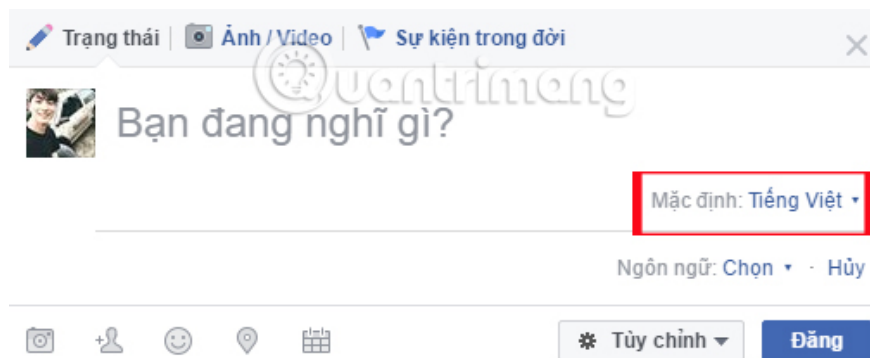 Trạng thái Ảnh / Video Sự kiện trong đời
Quantrimang
Bạn đang nghĩ gì?
Mặc định: Tiếng Việt
Ngôn ngữ: Chọn · Hủy
Tùy chỉnh Đăng